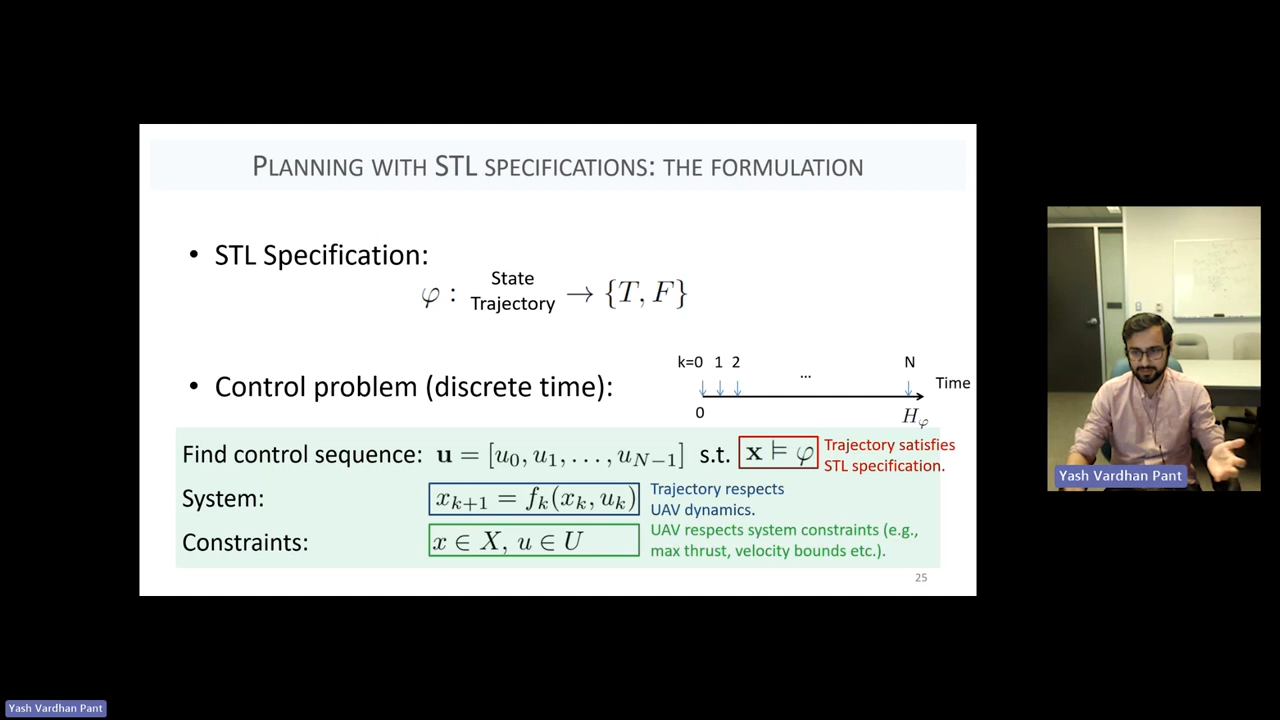 PLANNING WITH STL SPECIFICATIONS: THE FORMULATION
• STL Specification:
φ : State Trajectory → {T, F}
• Control problem (discrete time):
k=0 1 2 ... N
Time
0 H_φ
Find control sequence: u = [u_0, u_1, . . . , u_{N−1}] s.t. x ⊨ φ
Trajectory satisfies
STL specification.
System: x_{k+1} = f_k(x_k, u_k)
Trajectory respects
UAV dynamics.
Constraints: x ∈ X, u ∈ U
UAV respects system constraints (e.g.,
max thrust, velocity bounds etc.).
25
Yash Vardhan Pant
Yash Vardhan Pant